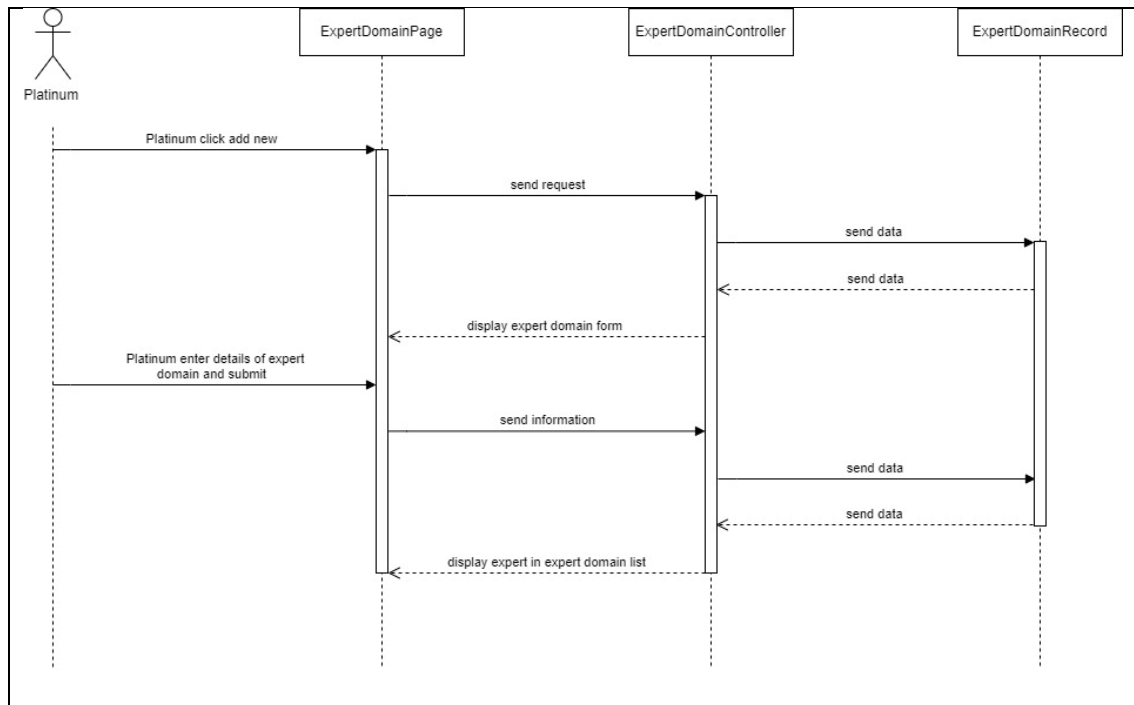 ExpertDomainPage
ExpertDomainController
ExpertDomainRecord
Platinum
Platinum click add new
send request
send data
send data
display expert domain form
Platinum enter details of expert
domain and submit
send information
send data
send data
display expert in expert domain list